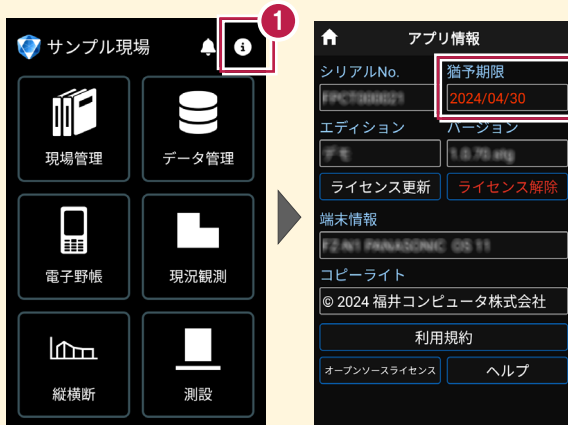 1
サンプル現場
現場管理
データ管理
電子野帳
現況観測
縦横断
測設
アプリ情報
シリアルNo.
猶予期限
2024/04/30
エディション
バージョン
ライセンス更新
ライセンス解除
端末情報
コピーライト
© 2024 福井コンピュータ株式会社
利用規約
オープンソースライセンス
ヘルプ